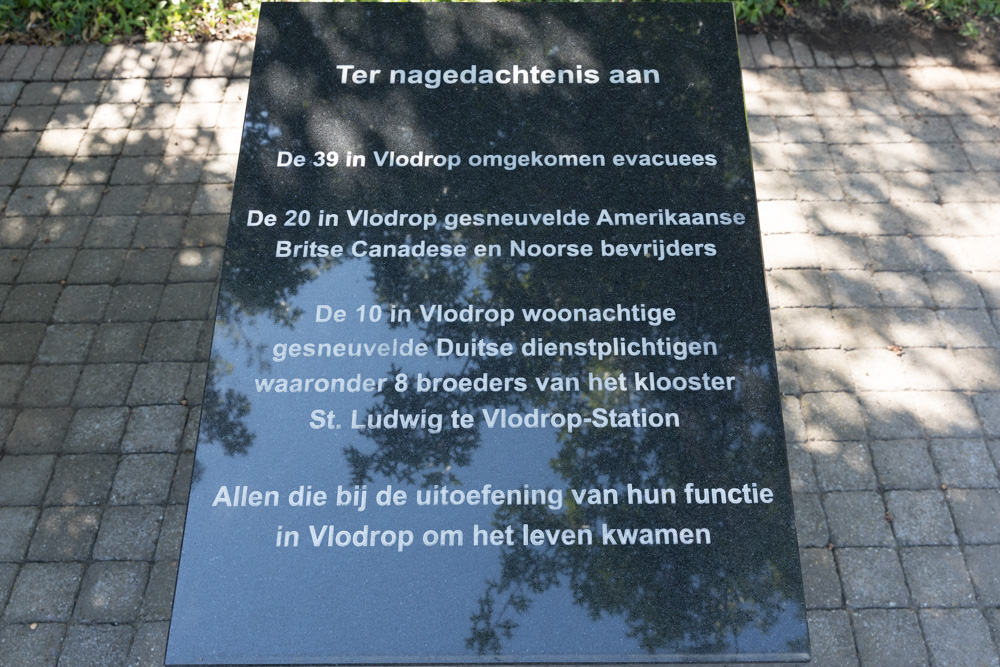 Ter nagedachtenis aan
De 39 in Vlodrop omgekomen evacuees
De 20 in Vlodrop gesneuvelde Amerikaanse
Britse Canadese en Noorse bevrijders
De 10 in Vlodrop woonachtige
gesneuvelde Duitse dienstplichtigen
waaronder 8 broeders van het klooster
St. Ludwig te Vlodrop-Station
Allen die bij de uitoefening van hun functie
in Vlodrop om het leven kwamen